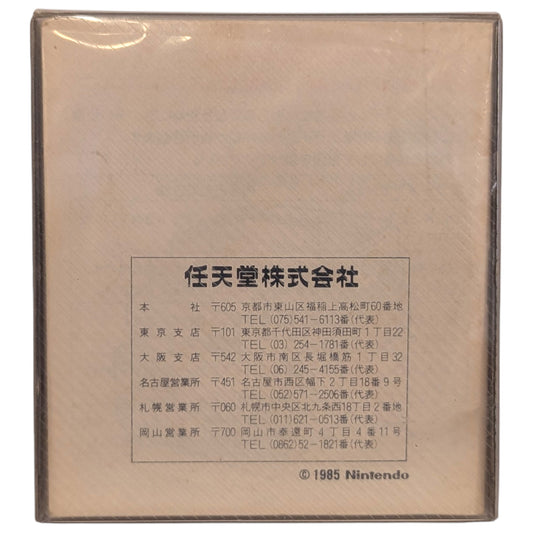 任天堂株式会社
本社 〒605 京都市東山区福稲上高松町60番地
TEL (075)541-6113番(代表)
東京支店 〒101 東京都千代田区神田須田町1丁目22
TEL (03) 254-1781番(代表)
大阪支店 〒542 大阪市南区長堀橋筋1丁目32
TEL (06) 245-4155番(代表)
名古屋営業所 〒451 名古屋市西区幅下2丁目18番9号
TEL (052)571-2506番(代表)
札幌営業所 〒060 札幌市中央区北九条西18丁目2番地
TEL (011)621-0513番(代表)
岡山営業所 〒700 岡山市奉還町4丁目4番11号
TEL (0862)52-1821番(代表)
©1985 Nintendo